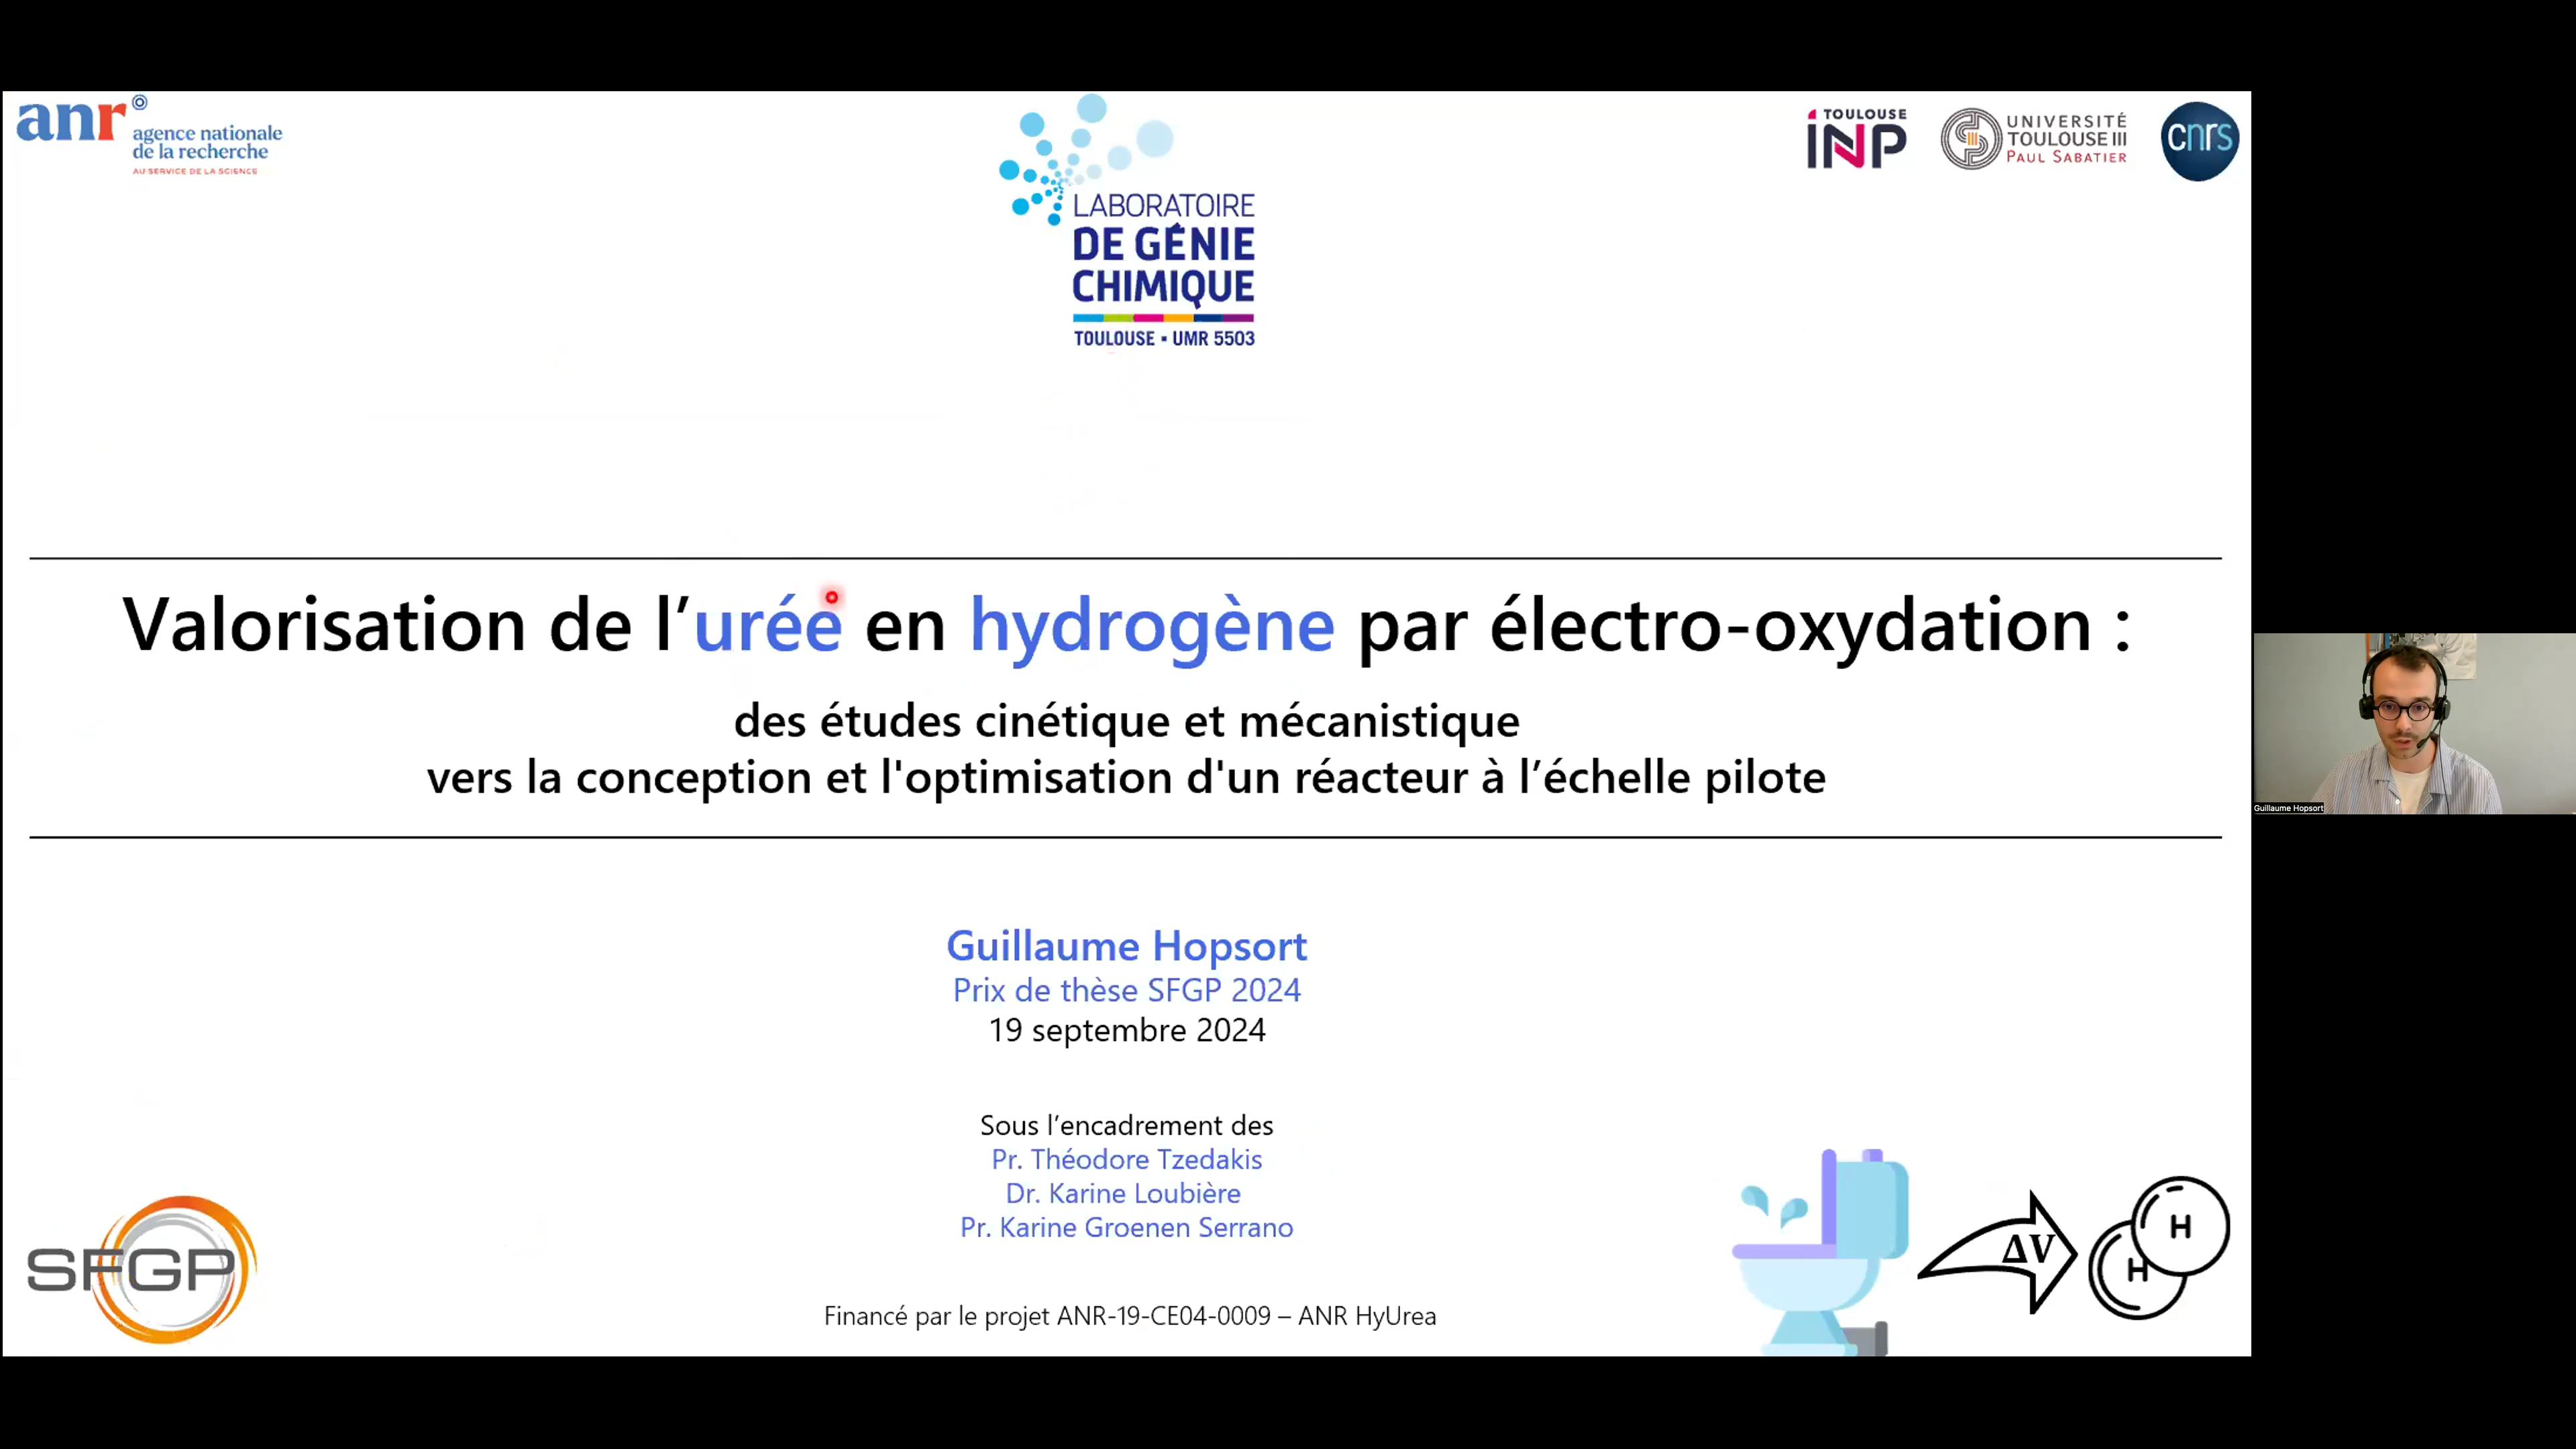 anr
agence nationale
de la recherche
AU SERVICE DE LA SCIENCE
LABORATOIRE
DE GÉNIE
CHIMIQUE
TOULOUSE ▪ UMR 5503
TOULOUSE
INP
UNIVERSITÉ
TOULOUSE III
PAUL SABATIER
cnrs
Valorisation de l’urée en hydrogène par électro-oxydation :
des études cinétique et mécanistique
vers la conception et l'optimisation d'un réacteur à l’échelle pilote
Guillaume Hopsort
Guillaume Hopsort
Prix de thèse SFGP 2024
19 septembre 2024
Sous l’encadrement des
Pr. Théodore Tzedakis
Dr. Karine Loubière
Pr. Karine Groenen Serrano
Financé par le projet ANR-19-CE04-0009 – ANR HyUrea
SFGP
ΔV
H
H